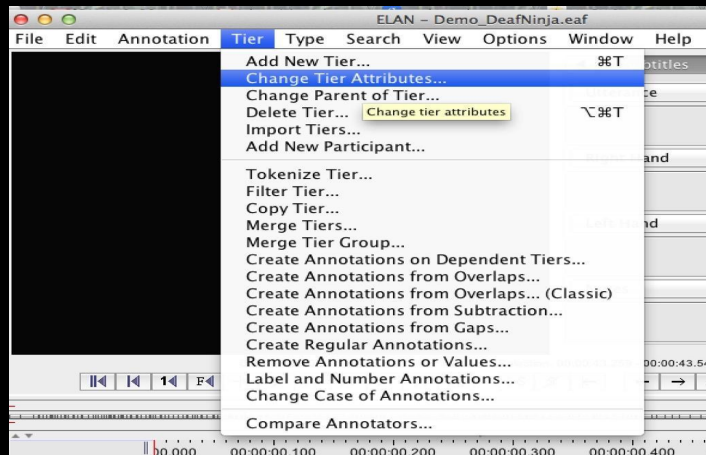 ELAN - Demo_DeafNinja.eaf
File Edit Annotation Tier Type Search View Options Window Help
Add New Tier... ⌘T
Change Tier Attributes...
Change Parent of Tier...
Delete Tier... ⌥⌘T
Change tier attributes
Import Tiers...
Add New Participant...
Tokenize Tier...
Filter Tier...
Copy Tier...
Merge Tiers...
Merge Tier Group...
Create Annotations on Dependent Tiers...
Create Annotations from Overlaps...
Create Annotations from Overlaps... (Classic)
Create Annotations from Subtraction...
Create Annotations from Gaps...
Create Regular Annotations...
Remove Annotations or Values...
Label and Number Annotations...
Change Case of Annotations...
Compare Annotators...
00:00:43.54
00:00:00.100 00:00:00.200 00:00:00.300 00:00:00.400